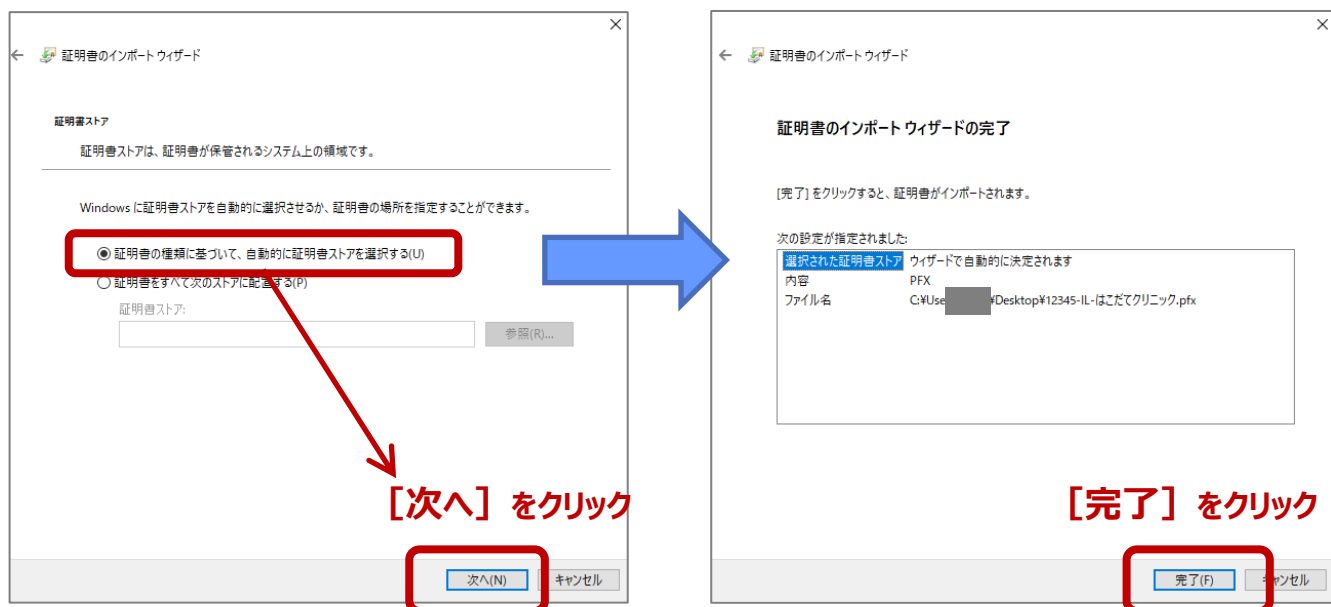 証明書のインポート ウィザード
証明書ストア
証明書ストアは、証明書が保管されるシステム上の領域です。
Windows に証明書ストアを自動的に選択させるか、証明書の場所を指定することができます。
証明書の種類に基づいて、自動的に証明書ストアを選択する(U)
証明書をすべて次のストアに配置する(P)
証明書ストア:
参照(R)...
[次へ] をクリック
次へ(N)
キャンセル
証明書のインポート ウィザード
証明書のインポート ウィザードの完了
[完了] をクリックすると、証明書がインポートされます。
次の設定が指定されました:
選択された証明書ストア ウィザードで自動的に決定されます
内容 PFX
ファイル名 C:¥Use ¥Desktop¥12345-IL-はこだてクリニック.pfx
[完了] をクリック
完了(F)
キャンセル